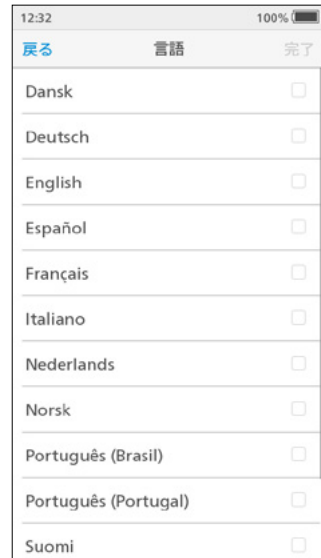 12:32 100%
戻る 言語 完了
Dansk
Deutsch
English
Español
Français
Italiano
Nederlands
Norsk
Português (Brasil)
Português (Portugal)
Suomi